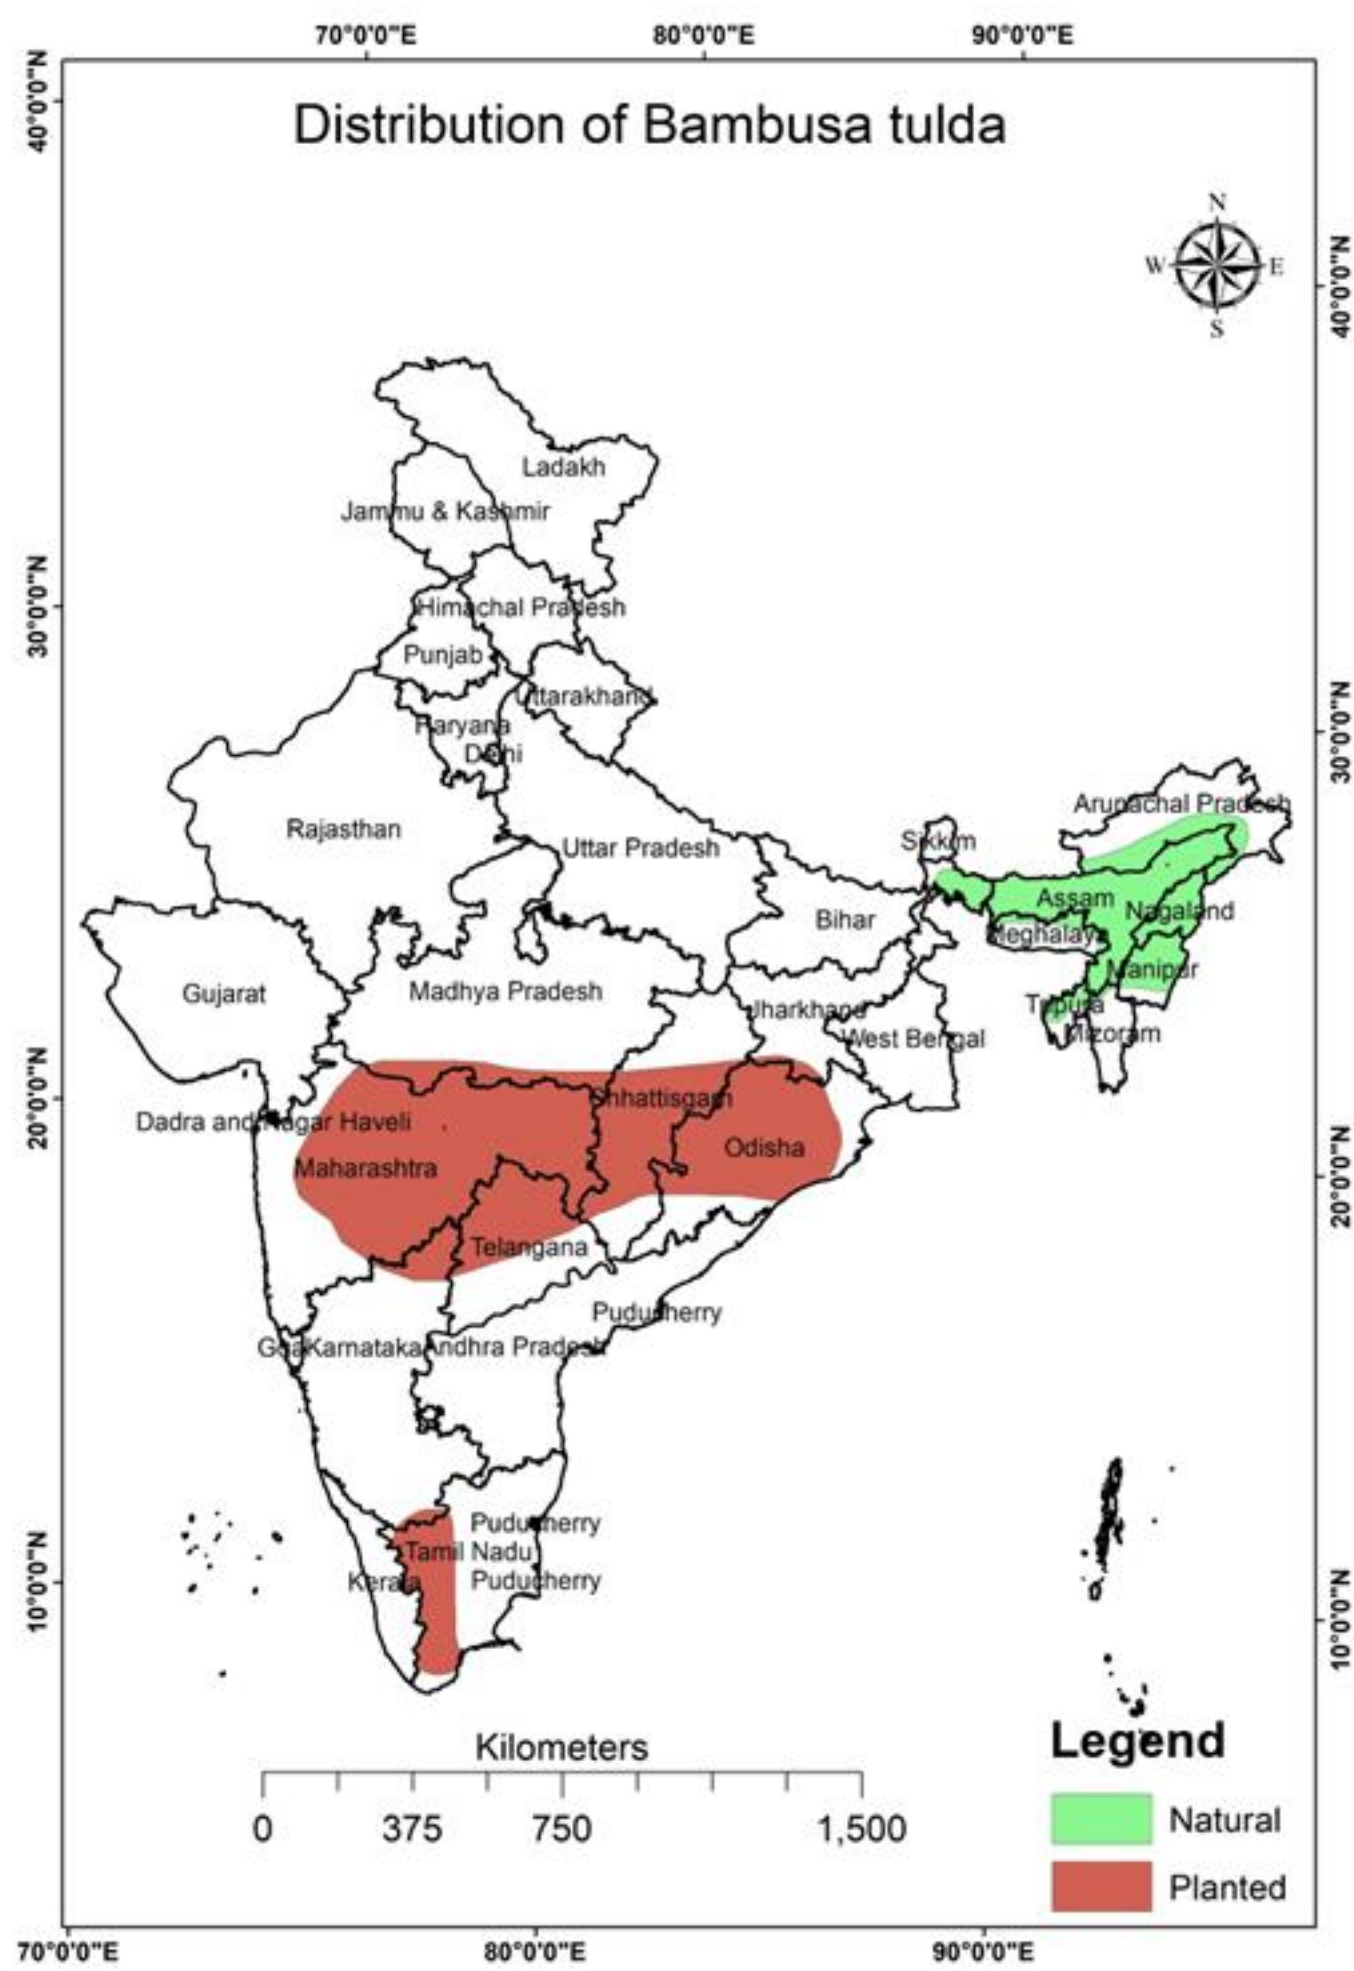 70°0'0"E 80°0'0"E 90°0'0"E
40°0'0"N
Distribution of Bambusa tulda
N
W E
S
40°0'0"N
Ladakh
Jammu & Kashmir
30°0'0"N
Himachal Pradesh
Punjab
Uttarakhand
30°0'0"N
Haryana
Delhi
Arunachal Pradesh
Rajasthan
Sikkim
Uttar Pradesh
Assam
Nagaland
Bihar
Meghalaya
Manipur
Gujarat
Madhya Pradesh
Tripura
Jharkhand
Mizoram
West Bengal
20°0'0"N
Chhattisgarh
Dadra and Nagar Haveli
Odisha
20°0'0"N
Maharashtra
Telangana
Puducherry
Goa Karnataka Andhra Pradesh
Puducherry
Tamil Nadu
10°0'0"N
Kerala
Puducherry
10°0'0"N
Legend
Kilometers
0 375 750 1,500
Natural
Planted
70°0'0"E 80°0'0"E 90°0'0"E